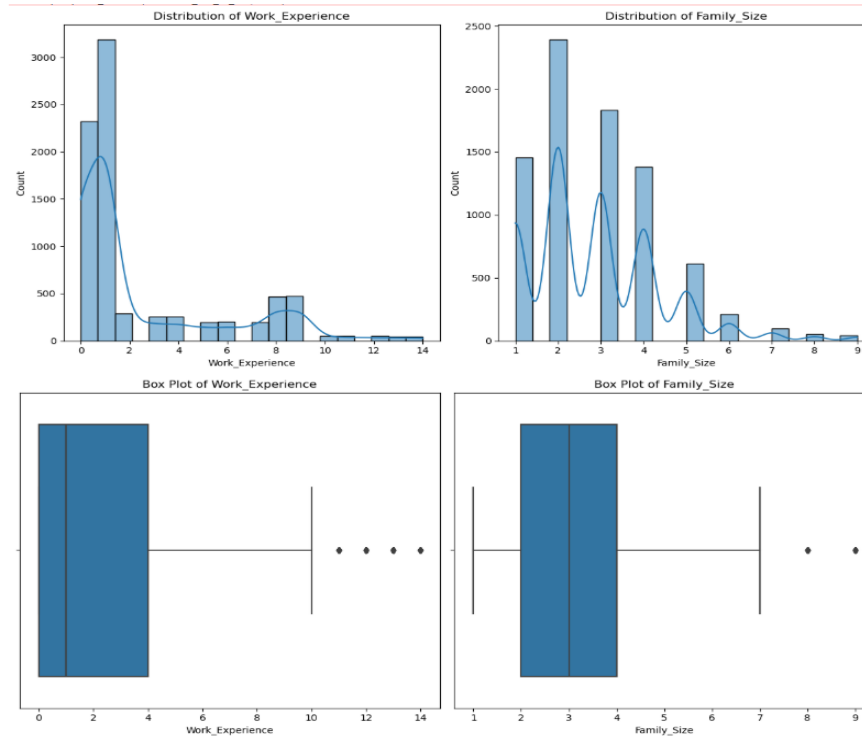 Distribution of Work_Experience
3000
2500
2000
1500
1000
500
0
Count
0 2 4 6 8 10 12 14
Work_Experience
Distribution of Family_Size
2500
2000
1500
1000
500
0
Count
1 2 3 4 5 6 7 8 9
Family_Size
Box Plot of Work_Experience
0 2 4 6 8 10 12 14
Work_Experience
Box Plot of Family_Size
1 2 3 4 5 6 7 8 9
Family_Size